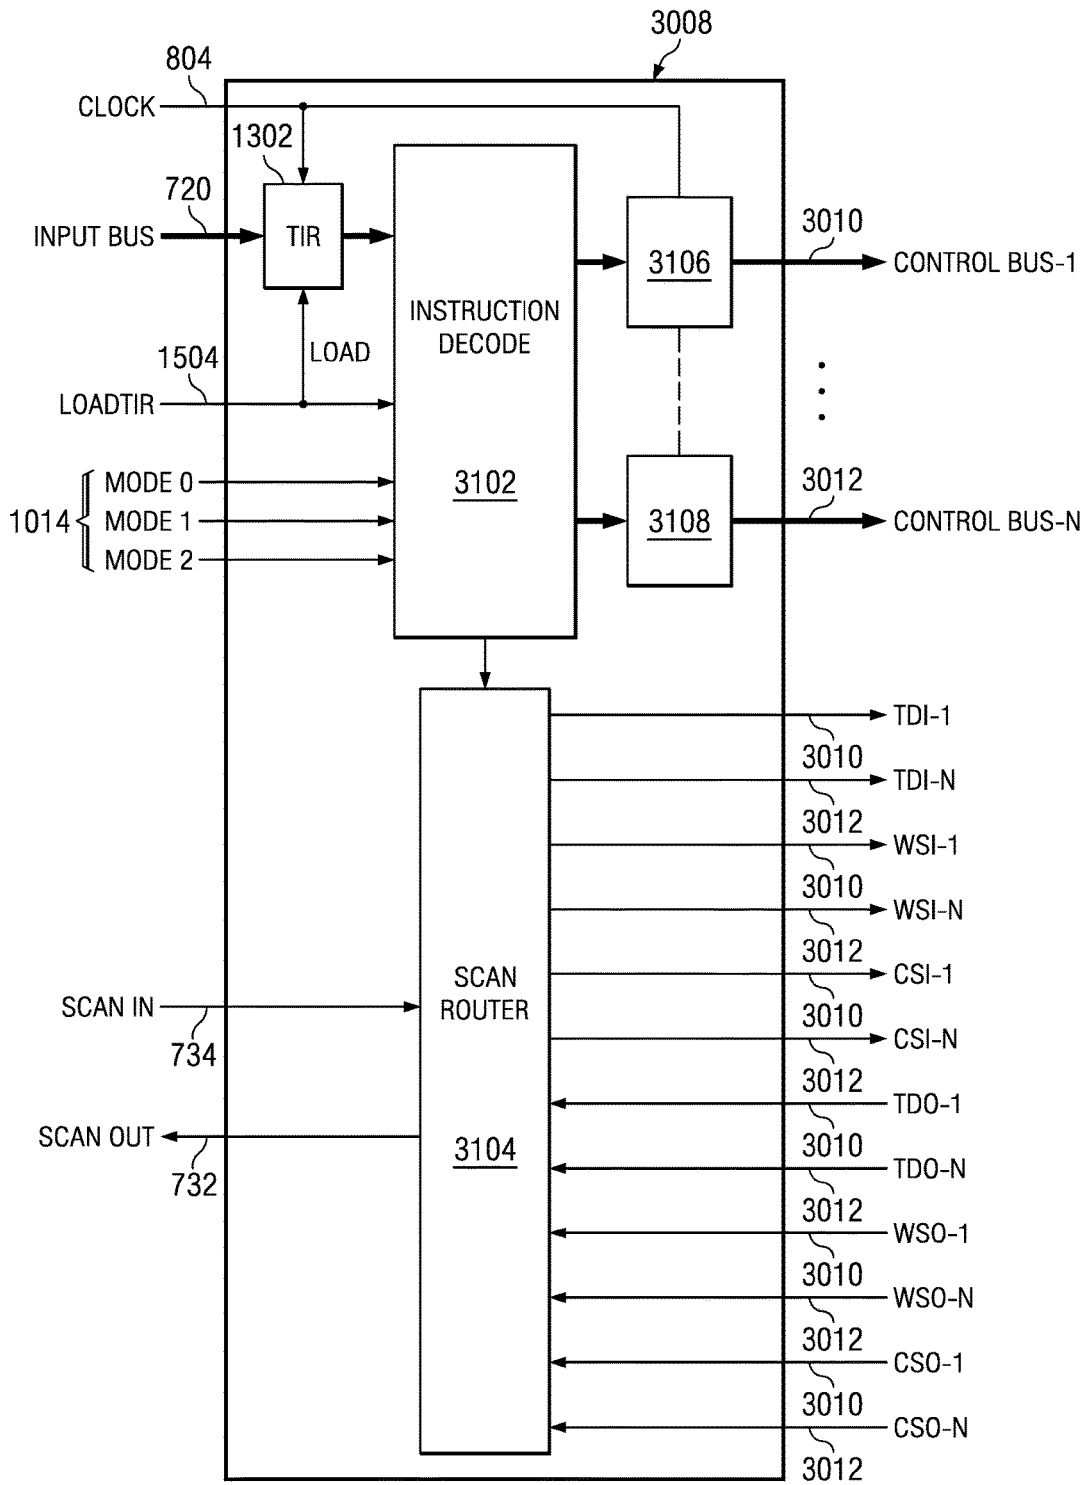 3008
804
CLOCK
1302
720
INPUT BUS
TIR
3106
3010
CONTROL BUS-1
INSTRUCTION
DECODE
LOAD
1504
LOADTIR
MODE 0
1014
MODE 1
MODE 2
3102
3108
3012
CONTROL BUS-N
TDI-1
3010
TDI-N
3012
WSI-1
3010
WSI-N
3012
CSI-1
3010
CSI-N
3012
SCAN
ROUTER
SCAN IN
734
TDO-1
3010
SCAN OUT
732
3104
TDO-N
3012
WSO-1
3010
WSO-N
3012
CSO-1
3010
CSO-N
3012